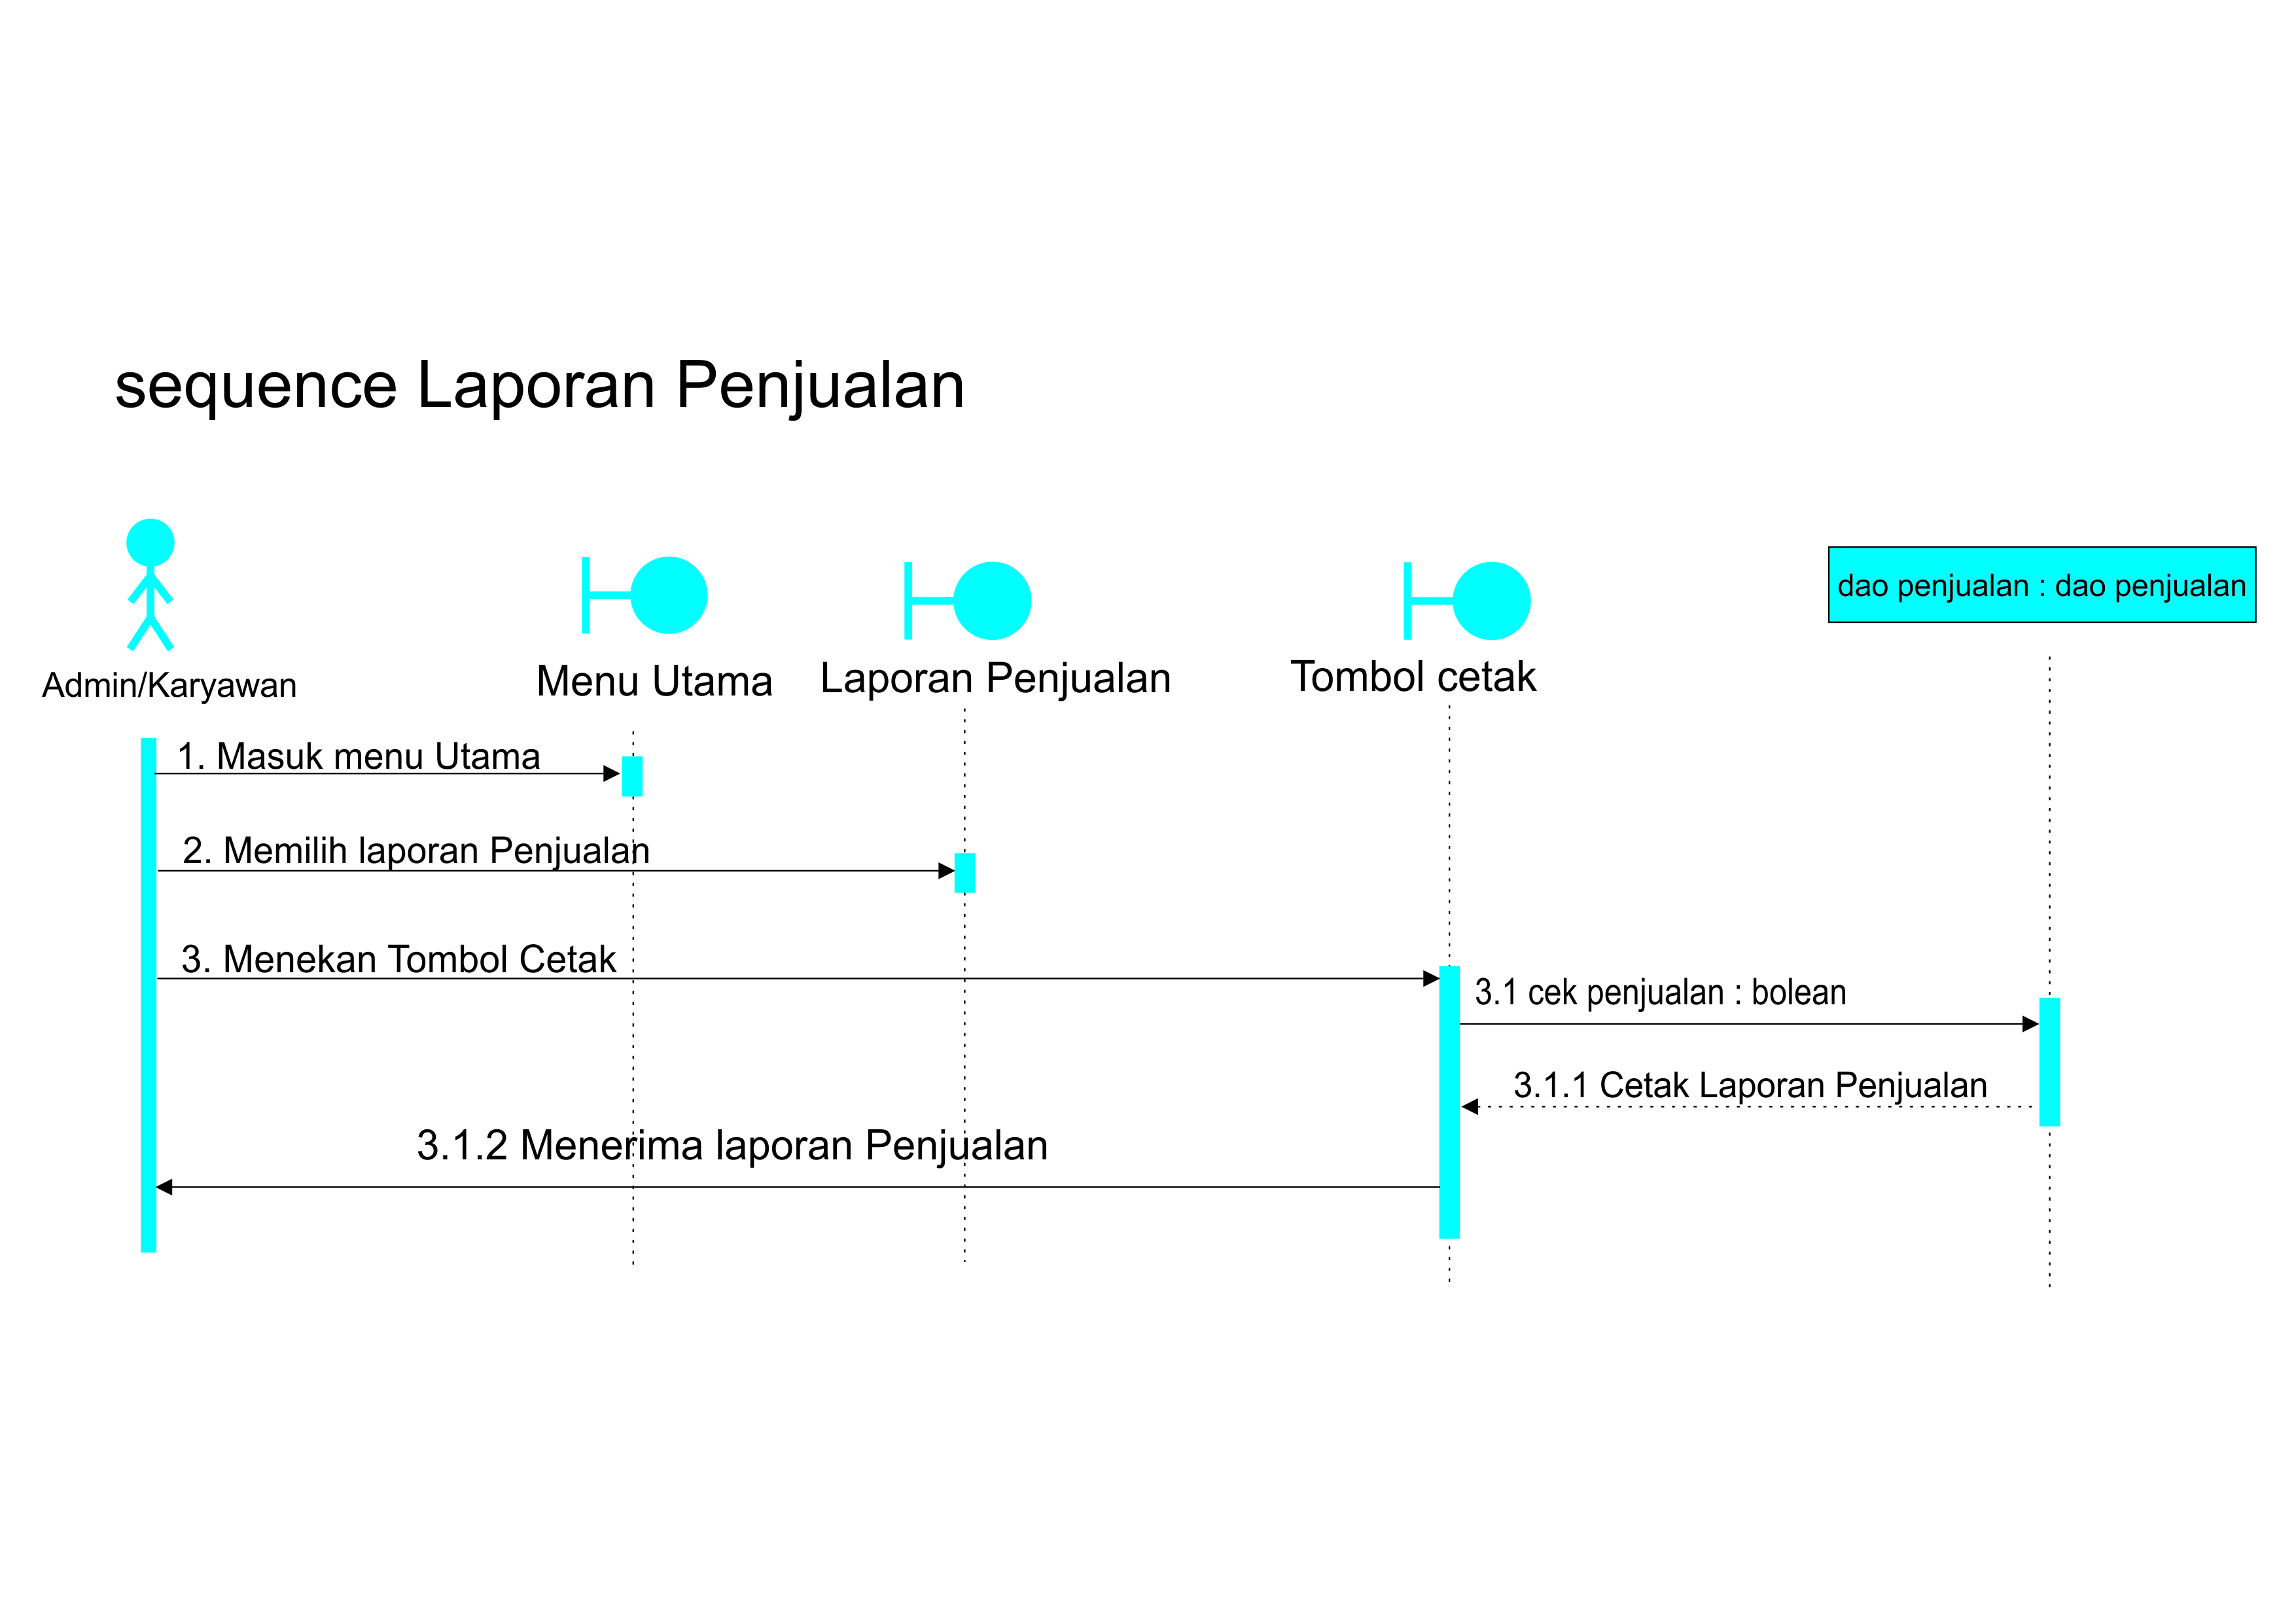 sequence Laporan Penjualan
Admin/Karyawan
Menu Utama
Laporan Penjualan
Tombol cetak
dao penjualan : dao penjualan
1. Masuk menu Utama
2. Memilih laporan Penjualan
3. Menekan Tombol Cetak
3.1 cek penjualan : bolean
3.1.1 Cetak Laporan Penjualan
3.1.2 Menerima laporan Penjualan